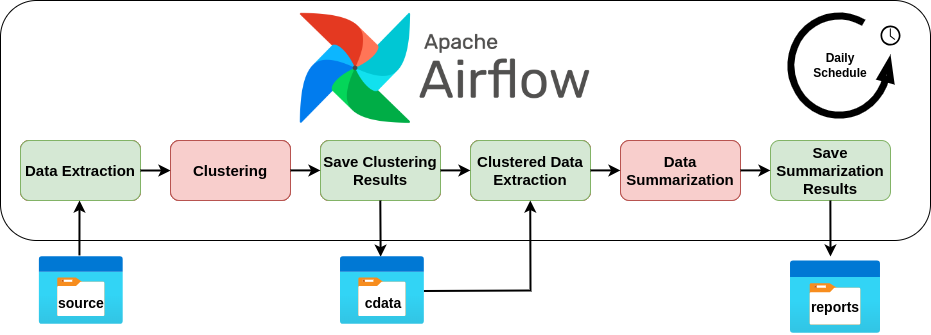 Apache
Airflow
Daily
Schedule
Data Extraction
Clustering
Save Clustering
Results
Clustered Data
Extraction
Data
Summarization
Save
Summarization
Results
source
cdata
reports